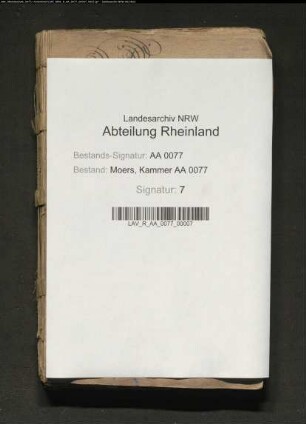 Landesarchiv NRW
Abteilung Rheinland
Bestands-Signatur: AA 0077
Bestand: Moers, Kammer AA 0077
Signatur: 7
LAV_R_AA_0077_00007